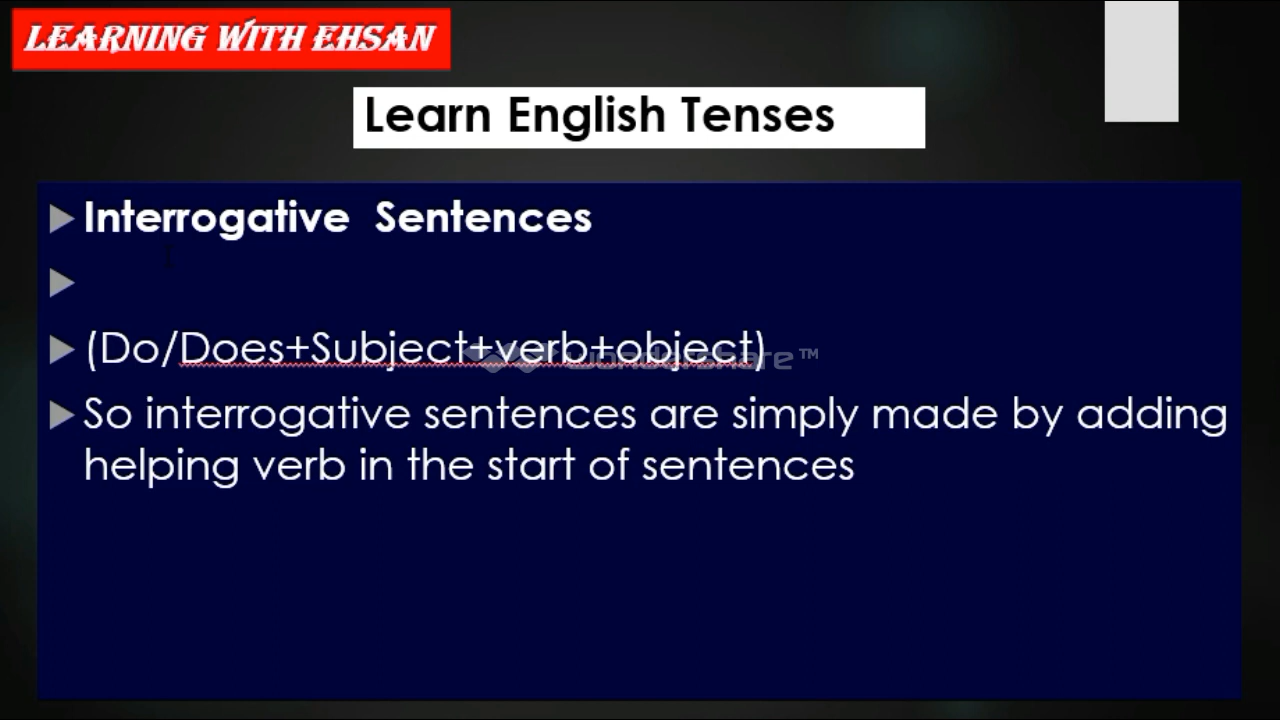 LEARNING WITH EHSAN
Learn English Tenses
Interrogative Sentences
(Do/Does+Subject+verb+object)
wondershare™
So interrogative sentences are simply made by adding
helping verb in the start of sentences